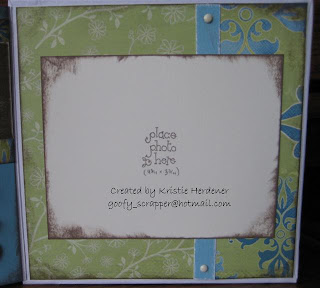 place
photo
here
Created by Kristie Herdener
goofy_scrapper@hotmail.com